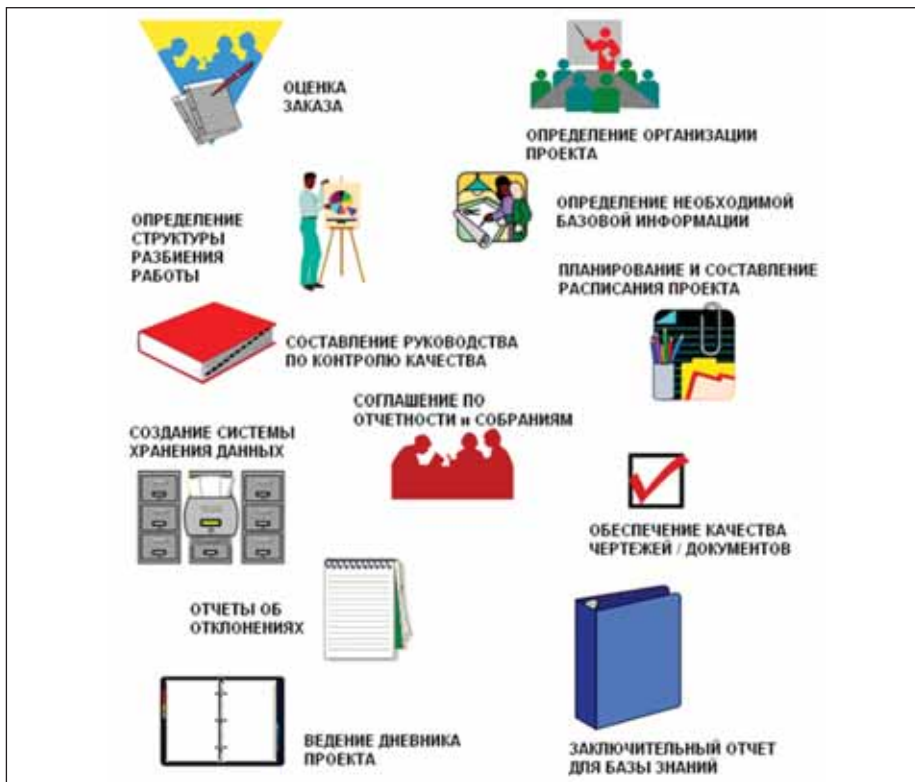 ОЦЕНКА
ЗАКАЗА
ОПРЕДЕЛЕНИЕ ОРГАНИЗАЦИИ
ПРОЕКТА
ОПРЕДЕЛЕНИЕ
СТРУКТУРЫ
РАЗБИЕНИЯ
РАБОТЫ
ОПРЕДЕЛЕНИЕ НЕОБХОДИМОЙ
БАЗОВОЙ ИНФОРМАЦИИ
ПЛАНИРОВАНИЕ И СОСТАВЛЕНИЕ
РАСПИСАНИЯ ПРОЕКТА
СОСТАВЛЕНИЕ РУКОВОДСТВА
ПО КОНТРОЛЮ КАЧЕСТВА
СОГЛАШЕНИЕ ПО
ОТЧЕТНОСТИ и СОБРАНИЯМ
СОЗДАНИЕ СИСТЕМЫ
ХРАНЕНИЯ ДАННЫХ
ОБЕСПЕЧЕНИЕ КАЧЕСТВА
ЧЕРТЕЖЕЙ / ДОКУМЕНТОВ
ОТЧЕТЫ ОБ
ОТКЛОНЕНИЯХ
ВЕДЕНИЕ ДНЕВНИКА
ПРОЕКТА
ЗАКЛЮЧИТЕЛЬНЫЙ ОТЧЕТ
ДЛЯ БАЗЫ ЗНАНИЙ